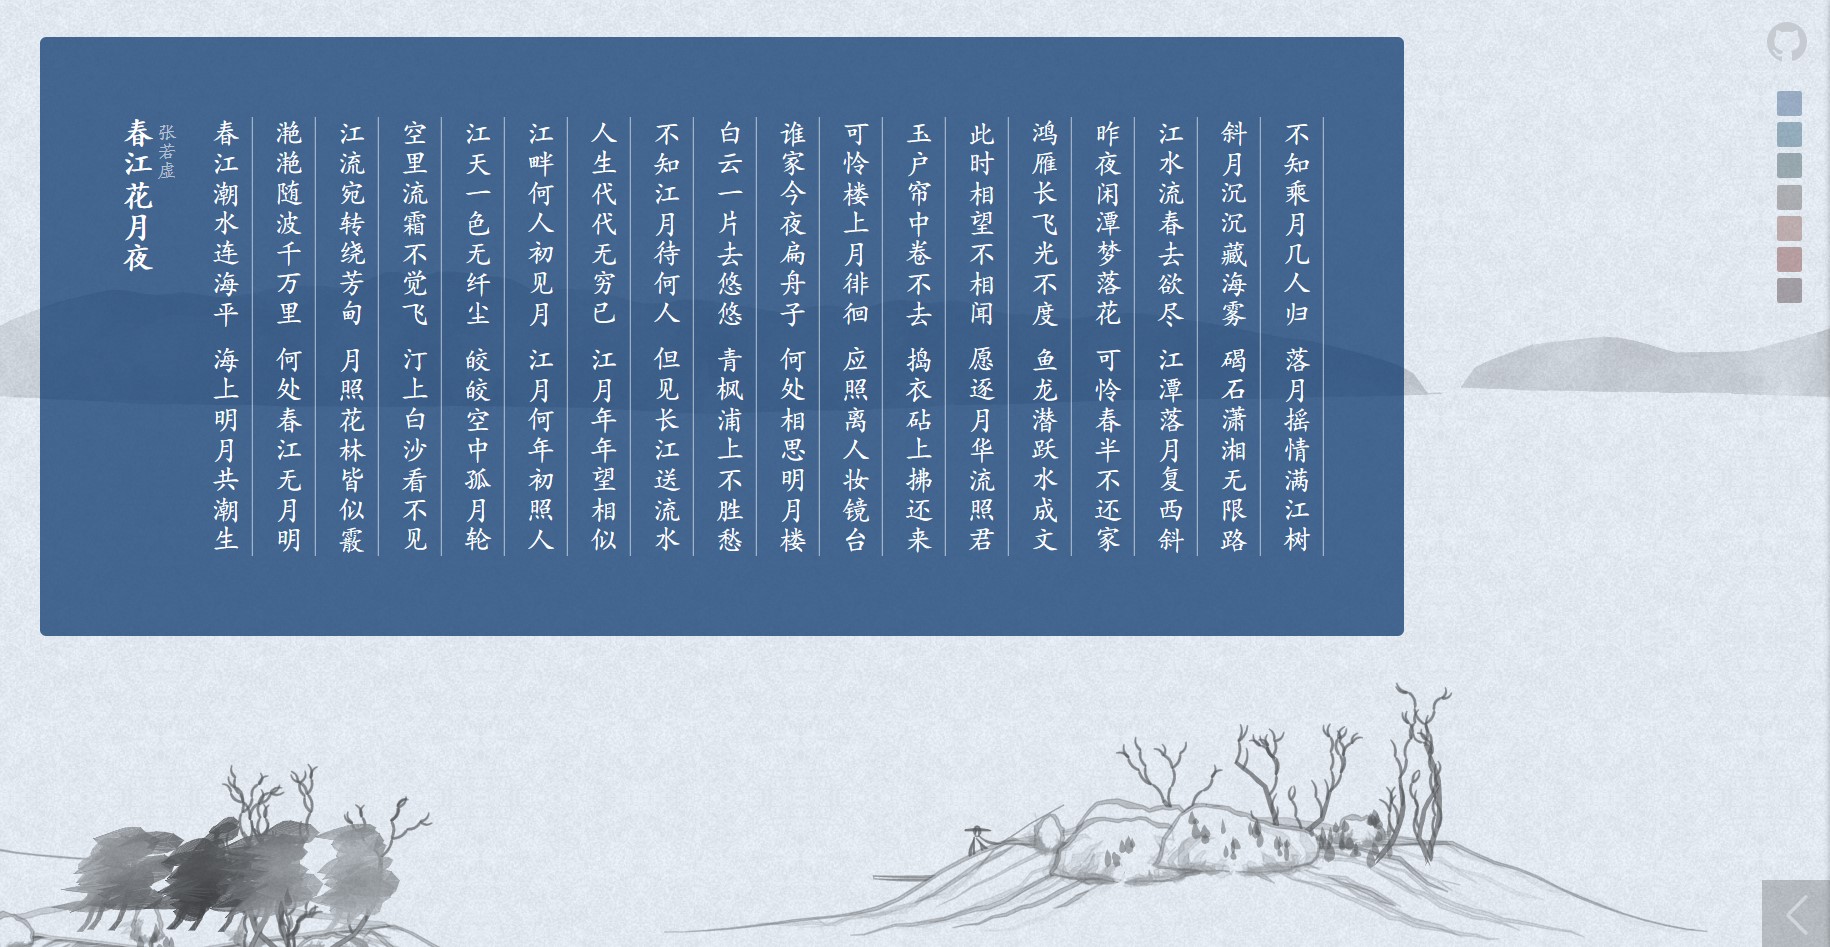 春江花月夜
张若虚
春江潮水连海平 海上明月共潮生
滟滟随波千万里 何处春江无月明
江流宛转绕芳甸 月照花林皆似霰
空里流霜不觉飞 汀上白沙看不见
江天一色无纤尘 皎皎空中孤月轮
江畔何人初见月 江月何年初照人
人生代代无穷已 江月年年望相似
不知江月待何人 但见长江送流水
白云一片去悠悠 青枫浦上不胜愁
谁家今夜扁舟子 何处相思明月楼
可怜楼上月徘徊 应照离人妆镜台
玉户帘中卷不去 捣衣砧上拂还来
此时相望不相闻 愿逐月华流照君
鸿雁长飞光不度 鱼龙潜跃水成文
昨夜闲潭梦落花 可怜春半不还家
江水流春去欲尽 江潭落月复西斜
斜月沉沉藏海雾 碣石潇湘无限路
不知乘月几人归 落月摇情满江树